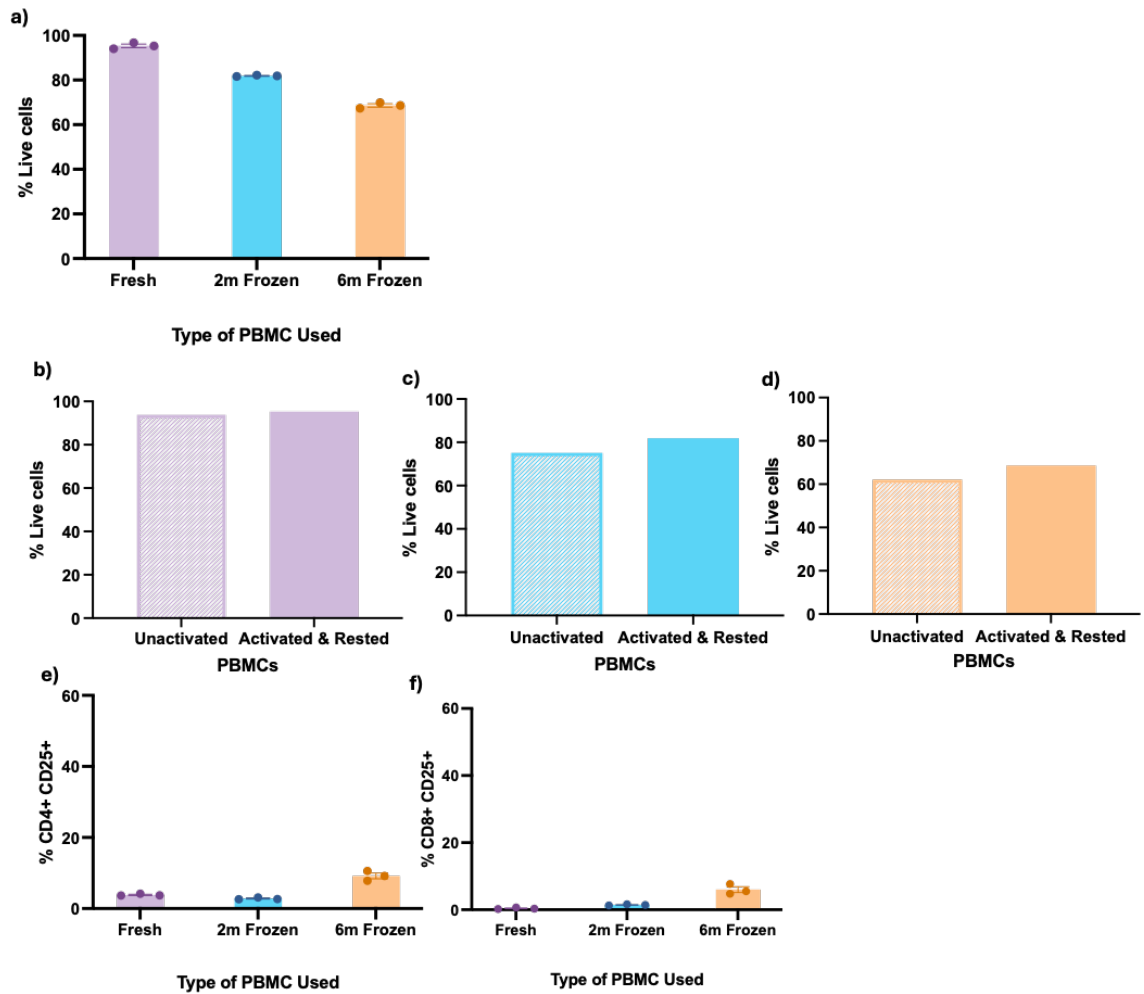 a)
% Live cells
100
80
60
40
20
0
Fresh 2m Frozen 6m Frozen
Type of PBMC Used
b)
% Live cells
100
80
60
40
20
0
Unactivated Activated & Rested
PBMCs
c)
% Live cells
100
80
60
40
20
0
Unactivated Activated & Rested
PBMCs
d)
% Live cells
100
80
60
40
20
0
Unactivated Activated & Rested
PBMCs
e)
% CD4+ CD25+
60
40
20
0
Fresh 2m Frozen 6m Frozen
Type of PBMC Used
f)
% CD8+ CD25+
60
40
20
0
Fresh 2m Frozen 6m Frozen
Type of PBMC Used